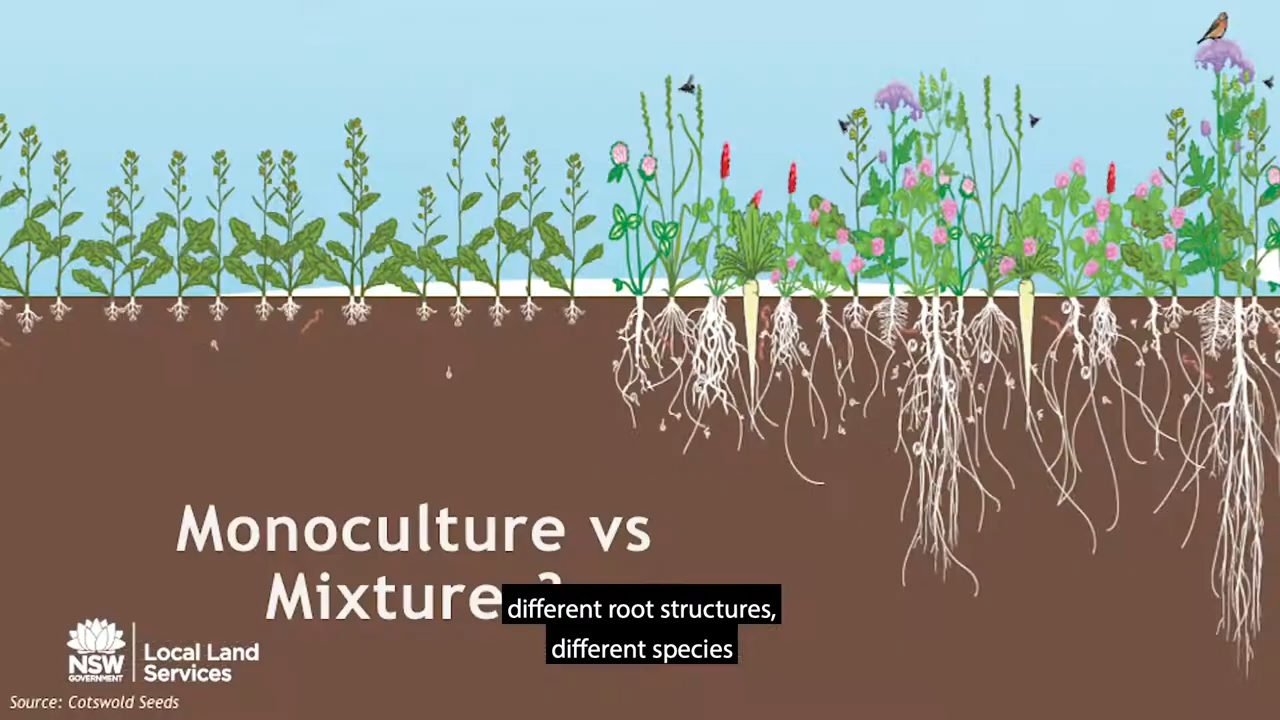 Monoculture vs
Mixture ?
different root structures,
different species
NSW
GOVERNMENT
Local Land
Services
Source: Cotswold Seeds